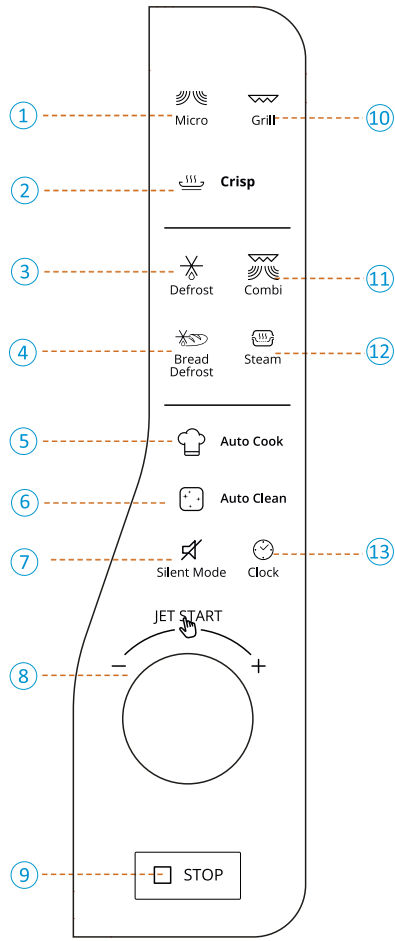 1
Micro
Grill
10
2
Crisp
3
Defrost
Combi
11
4
Bread
Defrost
Steam
12
5
Auto Cook
6
Auto Clean
7
Silent Mode
Clock
13
JET START
8
− +
9
STOP